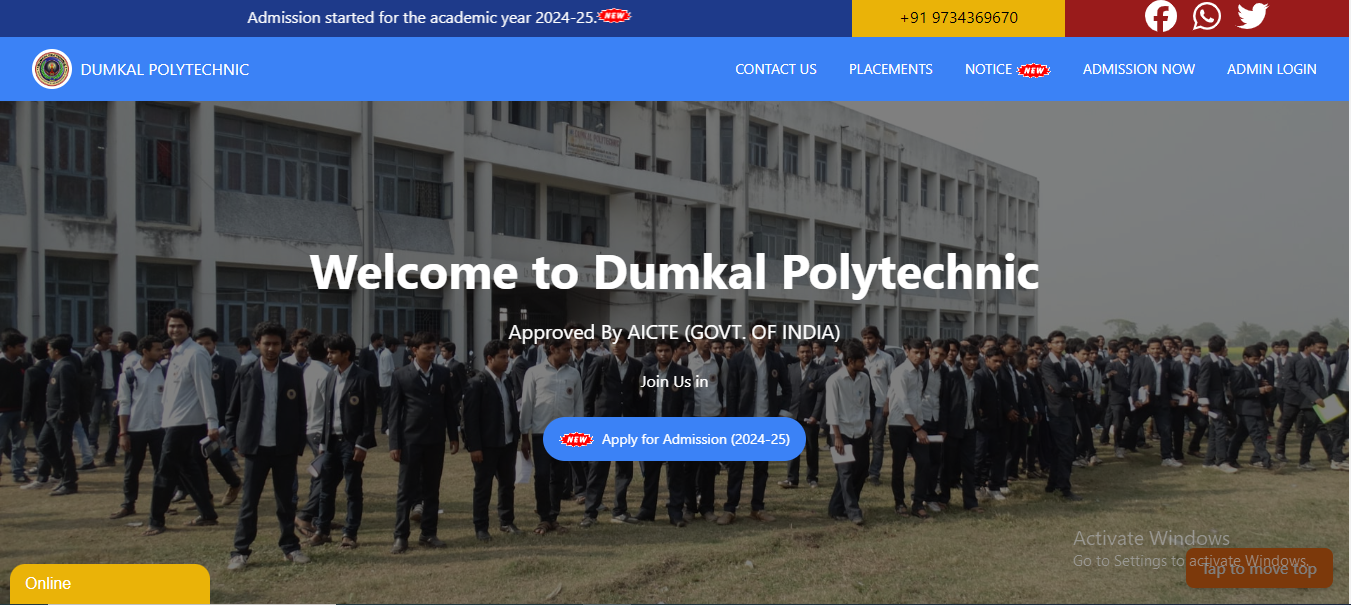 Admission started for the academic year 2024-25. NEW
+91 9734369670
DUMKAL POLYTECHNIC
CONTACT US
PLACEMENTS
NOTICE NEW
ADMISSION NOW
ADMIN LOGIN
DUMKAL POLYTECHNIC
Welcome to Dumkal Polytechnic
Approved By AICTE (GOVT. OF INDIA)
Join Us in
NEW Apply for Admission (2024-25)
Activate Windows
Go to Settings to activate Windows.
Tap to move top
Online